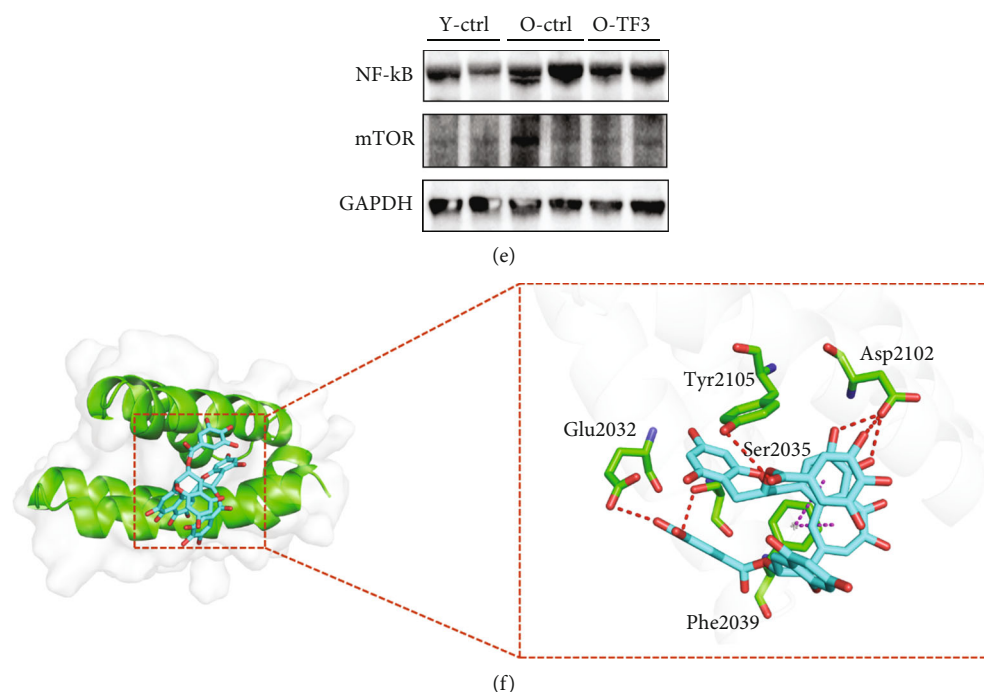 Y-ctrl O-ctrl O-TF3
NF-kB
mTOR
GAPDH
(e)
Asp2102
Tyr2105
Glu2032
Ser2035
Phe2039
(f)